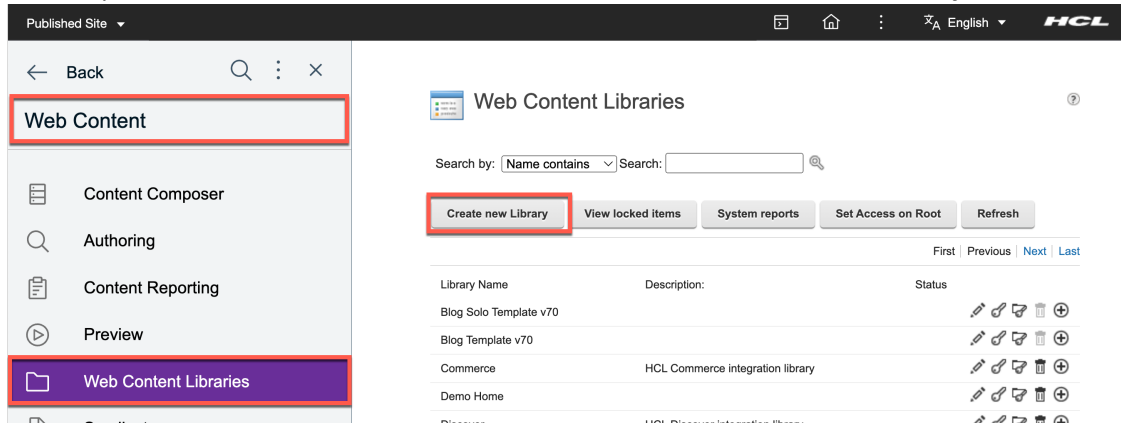 Published Site
English
HCL
Back
Web Content
Content Composer
Authoring
Content Reporting
Preview
Web Content Libraries
Web Content Libraries
?
Search by: Name contains Search:
Create new Library View locked items System reports Set Access on Root Refresh
First Previous Next Last
Library Name Description: Status
Blog Solo Template v70
Blog Template v70
Commerce HCL Commerce integration library
Demo Home